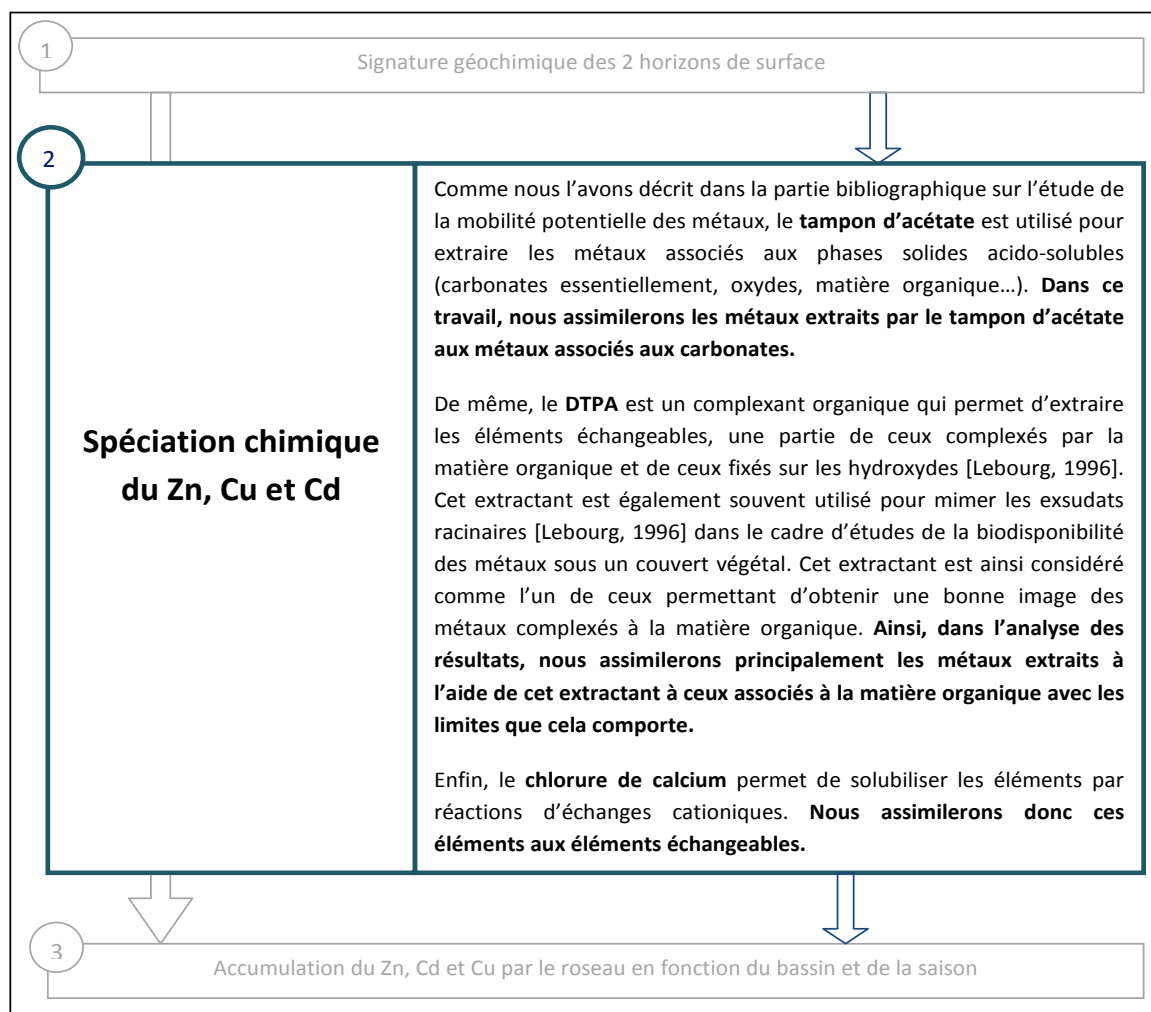 1
Signature géochimique des 2 horizons de surface
2
Spéciation chimique
du Zn, Cu et Cd
Comme nous l’avons décrit dans la partie bibliographique sur l’étude de
la mobilité potentielle des métaux, le tampon d’acétate est utilisé pour
extraire les métaux associés aux phases solides acido-solubles
(carbonates essentiellement, oxydes, matière organique…). Dans ce
travail, nous assimilerons les métaux extraits par le tampon d’acétate
aux métaux associés aux carbonates.
De même, le DTPA est un complexant organique qui permet d’extraire
les éléments échangeables, une partie de ceux complexés par la
matière organique et de ceux fixés sur les hydroxydes [Lebourg, 1996].
Cet extractant est également souvent utilisé pour mimer les exsudats
racinaires [Lebourg, 1996] dans le cadre d’études de la biodisponibilité
des métaux sous un couvert végétal. Cet extractant est ainsi considéré
comme l’un de ceux permettant d’obtenir une bonne image des
métaux complexés à la matière organique. Ainsi, dans l’analyse des
résultats, nous assimilerons principalement les métaux extraits à
l’aide de cet extractant à ceux associés à la matière organique avec les
limites que cela comporte.
Enfin, le chlorure de calcium permet de solubiliser les éléments par
réactions d’échanges cationiques. Nous assimilerons donc ces
éléments aux éléments échangeables.
3
Accumulation du Zn, Cd et Cu par le roseau en fonction du bassin et de la saison